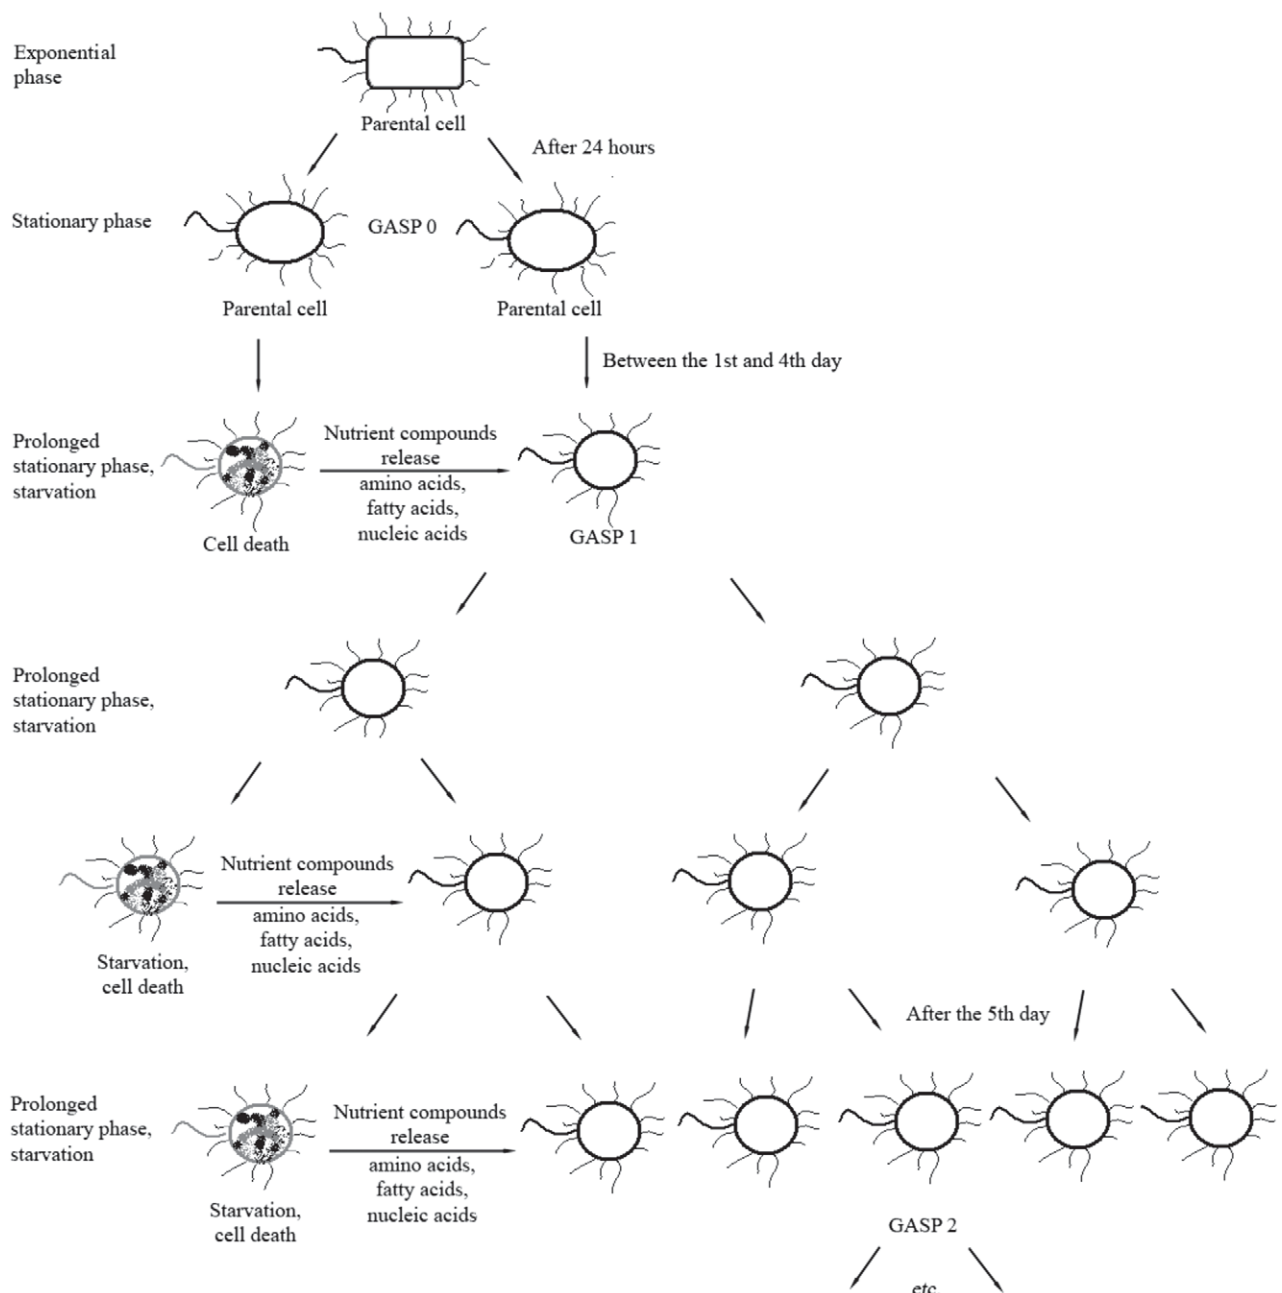 Exponential
phase
Parental cell
After 24 hours
Stationary phase
GASP 0
Parental cell
Parental cell
Between the 1st and 4th day
Prolonged
stationary phase,
starvation
Nutrient compounds
release
amino acids,
fatty acids,
nucleic acids
Cell death
GASP 1
Prolonged
stationary phase,
starvation
Nutrient compounds
release
amino acids,
fatty acids,
nucleic acids
Starvation,
cell death
After the 5th day
Prolonged
stationary phase,
starvation
Nutrient compounds
release
amino acids,
fatty acids,
nucleic acids
Starvation,
cell death
GASP 2
etc.